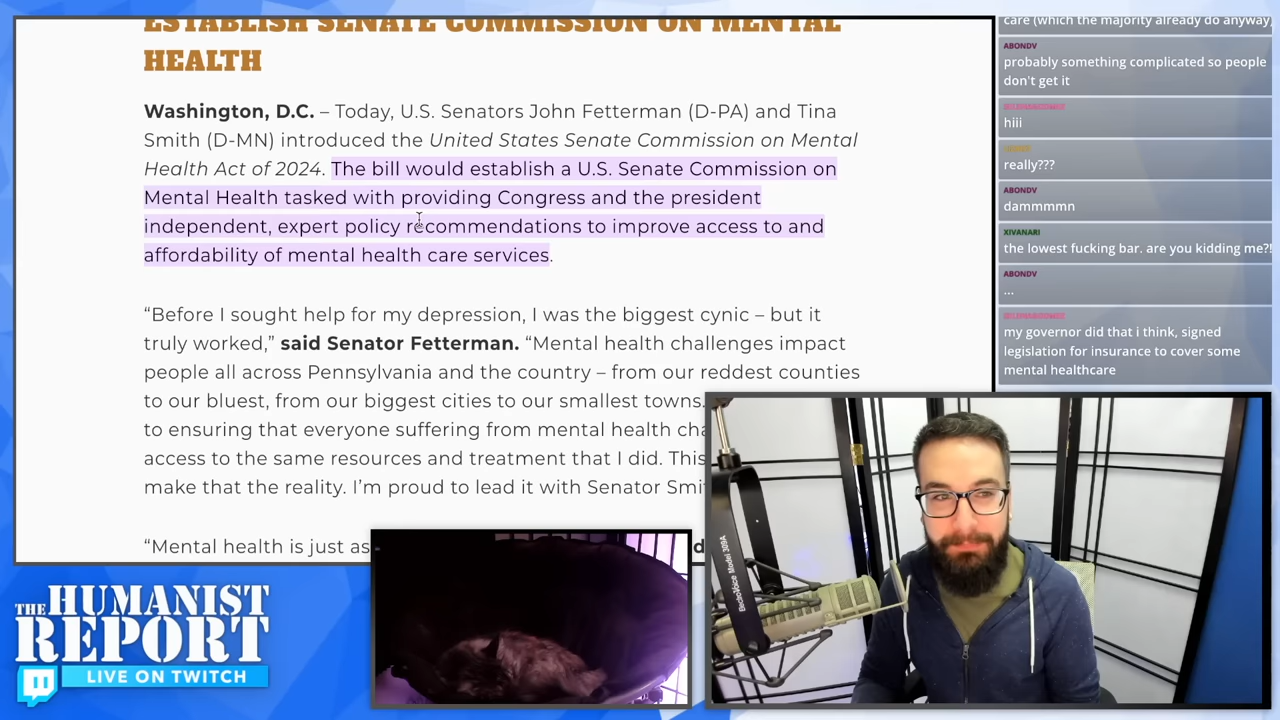 ESTABLISH SENATE COMMISSION ON MENTAL
HEALTH
Washington, D.C. – Today, U.S. Senators John Fetterman (D-PA) and Tina
Smith (D-MN) introduced the United States Senate Commission on Mental
Health Act of 2024. The bill would establish a U.S. Senate Commission on
Mental Health tasked with providing Congress and the president
independent, expert policy recommendations to improve access to and
affordability of mental health care services.
“Before I sought help for my depression, I was the biggest cynic – but it
truly worked,” said Senator Fetterman. “Mental health challenges impact
people all across Pennsylvania and the country – from our reddest counties
to our bluest, from our biggest cities to our smallest towns.
to ensuring that everyone suffering from mental health cha
access to the same resources and treatment that I did. This
make that the reality. I’m proud to lead it with Senator Smi
“Mental health is just as
care (which the majority already do anyway)
ABONDV
probably something complicated so people
don't get it
hiii
really???
ABONDV
dammmmn
XIVANARI
the lowest fucking bar. are you kidding me?!
ABONDV
...
my governor did that i think, signed
legislation for insurance to cover some
mental healthcare
THE HUMANIST
REPORT
LIVE ON TWITCH